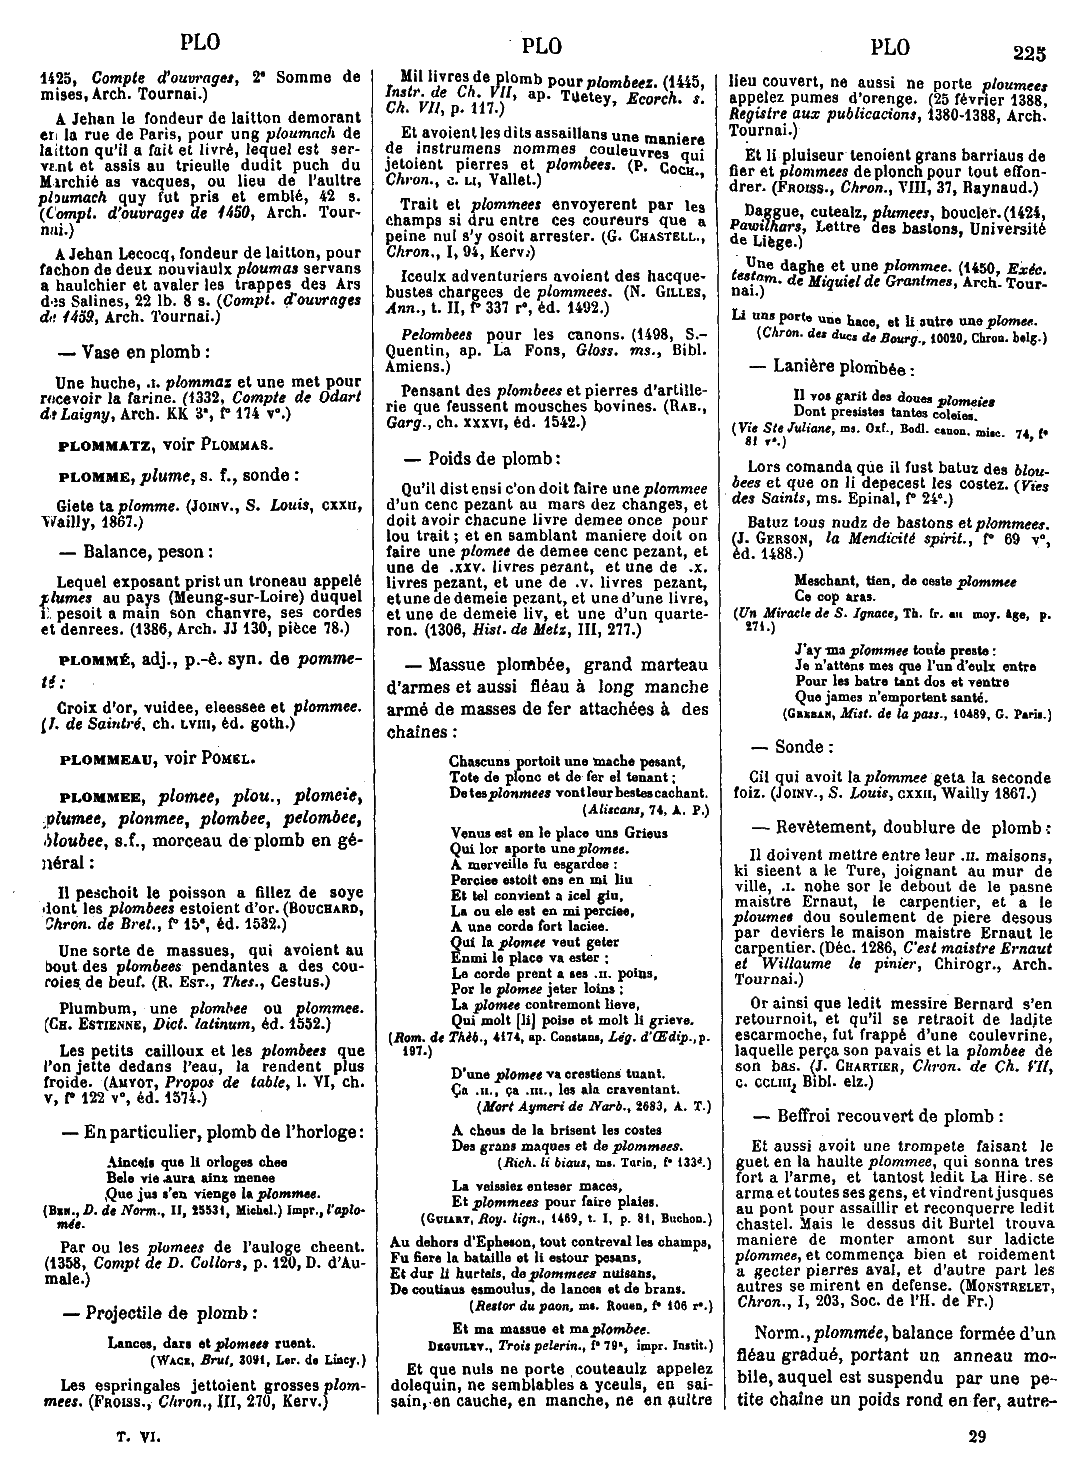 PLO
PLO
PLO
225
1425, Compte d'ouvrages, 2e Somme de
mises, Arch. Tournai.)
A Jehan le fondeur de laitton demorant
en la rue de Paris, pour ung ploumach de
laitton qu'il a fait et livré, lequel est ser-
vent et assis au trieulle dudit puch du
Marchié as vacques, ou lieu de l'aultre
ploumach quy fut pris et emblé, 42 s.
(Compt. d'ouvrages de 1450, Arch. Tour-
nai.)
A Jehan Lecocq, fondeur de laitton, pour
fachon de deux nouviaulx ploumas servans
a haulchier et avaler les trappes des Ars
des Salines, 22 lb. 8 s. (Compt. d'ouvrages
de 1459, Arch. Tournai.)
— Vase en plomb :
Une huche, .I. plommas et une met pour
recevoir la farine. (1332, Compte de Odart
de Laigny, Arch. KK 3a, fo 174 vo.)
PLOMMATZ, voir PLOMMAS.
PLOMME, plume, s. f., sonde :
Giete ta plomme. (JOINV., S. Louis, CXXII,
Wailly, 1867.)
— Balance, peson :
Lequel exposant prist un troneau appelé
plumes au pays (Meung-sur-Loire) duquel
il pesoit a main son chanvre, ses cordes
et denrees. (1386, Arch. JJ 130, pièce 78.)
PLOMMÉ, adj., p.-ê. syn. de pomme-
té :
Croix d'or, vuidee, eleessee et plommee.
(J. de Saintré, ch. LVIII, éd. goth.)
PLOMMEAU, voir POMEL.
PLOMMEE, plomee, plou., plomeie,
plumee, plonmee, plombee, pelombee,
bloubee, s.f., morceau de plomb en gé-
néral :
Il peschoit le poisson a fillez de soye
dont les plombees estoient d'or. (BOUCHARD,
Chron. de Bret., fo 15a, éd. 1532.)
Une sorte de massues, qui avoient au
bout des plombees pendantes a des cou-
roies de beuf. (R. EST., Thes., Cestus.)
Plumbum, une plombee ou plommee.
(CH. ESTIENNE, Dict. latinum, éd. 1552.)
Les petits cailloux et les plombees que
l'on jette dedans l'eau, la rendent plus
froide. (AMYOT, Propos de table, l. VI, ch.
v, fo 122 vo, éd. 1574.)
— En particulier, plomb de l'horloge :
Ainceis que li orloges chee
Bele vie aura ainz menee
Que jus s'en vienge la plommee.
(BEN., D. de Norm., II, 25531, Michel.) Impr., l'aplo-
mée.
Par ou les plomees de l'auloge cheent.
(1358, Compt de D. Collors, p. 120, D. d'Au-
male.)
— Projectile de plomb :
Lances, dars et plomees ruent.
(WACE, Brut, 3091, Ler. de Lincy.)
Les espringales jettoient grosses plom-
mees. (FROISS., Chron., III, 270, Kerv.)
Mil livres de plomb pour plombeez. (1445,
Instr. de Ch. VII, ap. Tuetey, Ecorch. s.
Ch. VII, p. 117.)
Et avoient les dits assaillans une maniere
de instrumens nommes couleuvres qui
jetoient pierres et plombees. (P. COCH.,
Chron., c. LI, Vallet.)
Trait et plommees envoyerent par les
champs si dru entre ces coureurs que a
peine nul s'y osoit arrester. (G. CHASTELL.,
Chron., I, 94, Kerv.)
Iceulx adventuriers avoient des hacque-
bustes chargees de plommees. (N. GILLES,
Ann., t. II, fo 337 ro, éd. 1492.)
Pelombees pour les canons. (1498, S.-
Quentin, ap. La Fons, Gloss. ms., Bibl.
Amiens.)
Pensant des plombees et pierres d'artille-
rie que feussent mousches bovines. (RAB.,
Garg., ch. XXXVI, éd. 1542.)
— Poids de plomb :
Qu'il dist ensi c'on doit faire une plommee
d'un cenc pezant au mars dez changes, et
doit avoir chacune livre demee once pour
lou trait ; et en samblant maniere doit on
faire une plomee de demee cenc pezant, et
une de .XXV. livres pezant, et une de .X.
livres pezant, et une de .V. livres pezant,
et une de demeie pezant, et une d'une livre,
et une de demeie liv, et une d'un quarte-
ron. (1306, Hist. de Metz, III, 277.)
— Massue plombée, grand marteau
d'armes et aussi fléau à long manche
armé de masses de fer attachées à des
chaînes :
Chascuns portoit une mache pesant,
Tote de plonc et de fer el tenant ;
De tes plonmees vont leur bestes cachant.
(Aliscans, 74, A. P.)
Venus est en le place uns Grieus
Qui lor aporte une plomee.
A merveille fu esgardee :
Perciee estoit ens en mi liu
Et tel convient a icel giu,
La ou ele est en mi perciee,
A une corde fort laciee.
Qui la plomee veut geter
Enmi le place va ester ;
Le corde prent a ses .II. poins,
Por le plomee jeter loins ;
La plomee contremont lieve,
Qui molt [li] poise et molt li grieve.
(Rom. de Thèb., 4174, ap. Constans, Lég. d'Œdip., p.
197.)
D'une plomee va crestiens tuant.
Ça .II., ça .III., les ala craventant.
(Mort Aymeri de Narb., 2683, A. T.)
A cheus de la brisent les costes
Des grans maques et de plommees.
(Rich. li biaus, ms. Turin, fo 133d.)
La veissiez enteser maces,
Et plommees pour faire plaies.
(GUIART, Roy. lign., 1469, t. I, p. 81, Buchon.)
Au dehors d'Epheson, tout contreval les champs,
Fu fiere la bataille et li estour pesans,
Et dur li hurteis, de plommees nuisans,
De coutiaus esmoulus, de lances et de brans.
(Restor du paon, ms. Rouen, fo 106 ro.)
Et ma massue et ma plombee.
DEGUILEV., Trois pelerin., fo 79a, impr. Instit.)
Et que nuls ne porte couteaulz appelez
dolequin, ne semblables a yceuls, en sai-
sain, en cauche, en manche, ne en aultre
lieu couvert, ne aussi ne porte ploumees
appelez pumes d'orenge. (25 février 1388,
Registre aux publicacions, 1380-1388, Arch.
Tournai.)
Et li pluiseur tenoient grans barriaus de
fier et plommees de plonch pour tout effon-
drer. (FROISS., Chron., VIII, 37, Raynaud.)
Daggue, cutealz, plumees, boucler. (1424,
Pawilhars, Lettre des bastons, Université
de Liège.)
Une daghe et une plommee. (1450, Exéc.
testam. de Miquiel de Grantmes, Arch. Tour-
nai.)
Li uns porte une hace, et li autre une plomee.
(Chron. des ducs de Bourg., 10020, Chron. belg.)
— Lanière plombée :
Il vos garit des doues plomeies
Dont presistes tantes coleies.
(Vie Ste Juliane, ms. Oxf., Bodl. canon. misc. 74, fo
81 ro.)
Lors comanda que il fust batuz des blou-
bees et que on li depecest les costez. (Vies
des Saints, ms. Epinal, fo 24c.)
Batuz tous nudz de bastons et plommees.
(J. GERSON, la Mendicité spirit., fo 69 vo,
éd. 1488.)
Meschant, tien, de ceste plommee
Ce cop aras.
(Un Miracle de S. Ignace, Th. fr. au moy. âge, p.
271.)
J'ay ma plommee toute preste :
Je n'attens mes que l'un d'eulx entre
Pour les batre tant dos et ventre
Que james n'emportent santé.
(GREBAN, Mist. de la pass., 10489, G. Paris.)
— Sonde :
Cil qui avoit la plommee geta la seconde
foiz. (JOINV., S. Louis, CXXII, Wailly 1867.)
— Revêtement, doublure de plomb :
Il doivent mettre entre leur .II. maisons,
ki sieent a le Ture, joignant au mur de
ville, .I. nohe sor le debout de le pasne
maistre Ernaut, le carpentier, et a le
ploumee dou soulement de piere desous
par deviers le maison maistre Ernaut le
carpentier. (Déc. 1286, C'est maistre Ernaut
et Willaume le pinier, Chirogr., Arch.
Tournai.)
Or ainsi que ledit messire Bernard s'en
retournoit, et qu'il se retraoit de ladite
escarmoche, fut frappé d'une coulevrine,
laquelle perça son pavais et la plombee de
son bas. (J. CHARTIER, Chron. de Ch. VII,
c. CCLIII, Bibl. elz.)
— Beffroi recouvert de plomb :
Et aussi avoit une trompete faisant le
guet en la haulte plommee, qui sonna tres
fort a l'arme, et tantost ledit La Hire se
arma et toutes ses gens, et vindrent jusques
au pont pour assaillir et reconquerre ledit
chastel. Mais le dessus dit Burtel trouva
maniere de monter amont sur ladicte
plommee, et commença bien et roidement
a gecter pierres aval, et d'autre part les
autres se mirent en defense. (MONSTRELET,
Chron., I, 203, Soc. de l'H. de Fr.)
Norm., plommée, balance formée d'un
fléau gradué, portant un anneau mo-
bile, auquel est suspendu par une pe-
tite chaîne un poids rond en fer, autre-
T. VI.
29